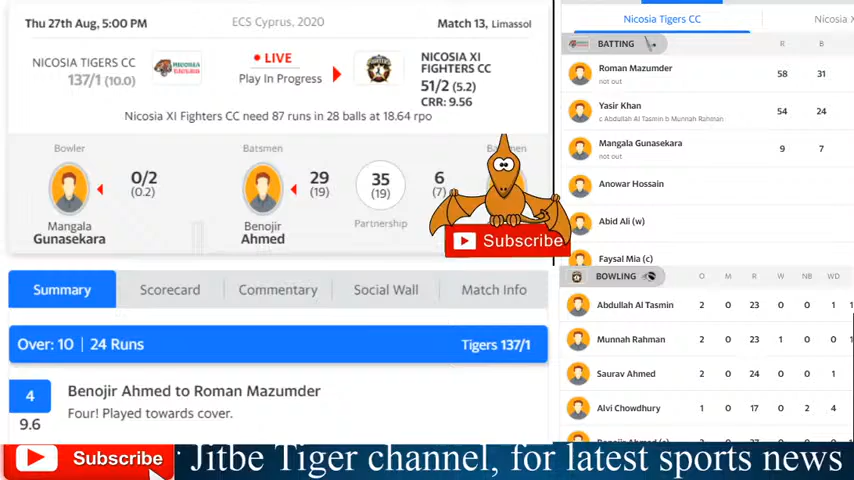 Thu 27th Aug, 5:00 PM
ECS Cyprus, 2020
Match 13, Limassol
NICOSIA TIGERS CC
137/1 (10.0)
LIVE
Play In Progress
NICOSIA XI
FIGHTERS CC
51/2 (5.2)
CRR: 9.56
Nicosia XI Fighters CC need 87 runs in 28 balls at 18.64 rpo
Bowler
Mangala
Gunasekara
0/2
(0.2)
Batsmen
Benojir
Ahmed
29
(19)
35
(19)
Partnership
6
(7)
Subscribe
Summary
Scorecard
Commentary
Social Wall
Match Info
Over: 10 | 24 Runs
Tigers 137/1
4
9.6
Benojir Ahmed to Roman Mazumder
Four! Played towards cover.
Nicosia Tigers CC
Nicosia X
BATTING R B
Roman Mazumder 58 31
not out
Yasir Khan 54 24
c Abdullah Al Tasmin b Munnah Rahman
Mangala Gunasekara 9 7
not out
Anowar Hossain
Abid Ali (w)
Faysal Mia (c)
BOWLING O M R W NB WD
Abdullah Al Tasmin 2 0 23 0 0 1
Munnah Rahman 2 0 23 1 0 0
Saurav Ahmed 2 0 24 0 0 1
Alvi Chowdhury 1 0 17 0 2 4
Subscribe
Jitbe Tiger channel, for latest sports news